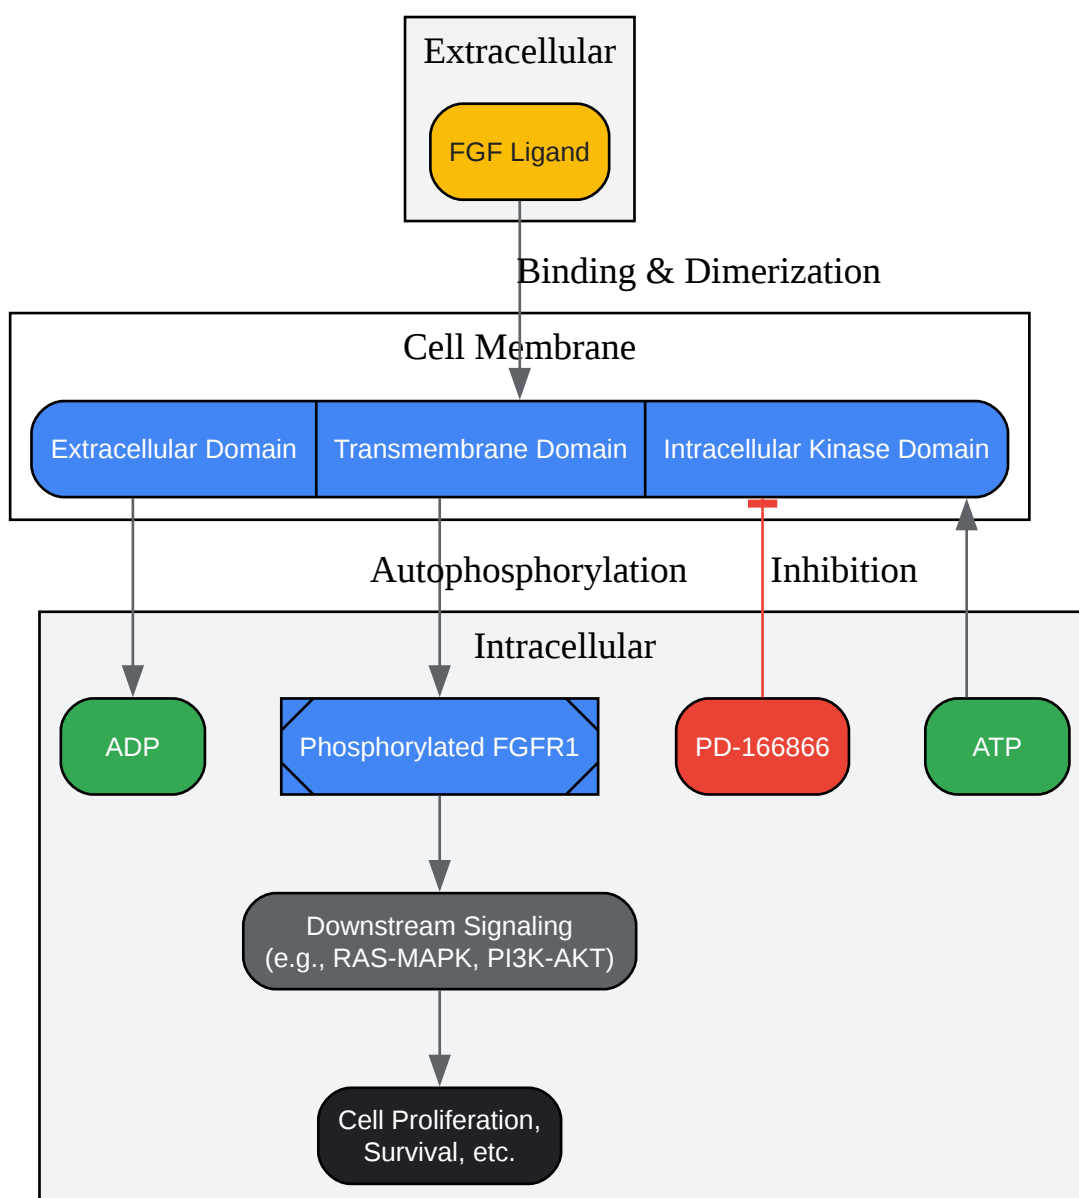 Extracellular
FGF Ligand
Binding & Dimerization
Cell Membrane
Extracellular Domain
Transmembrane Domain
Intracellular Kinase Domain
Autophosphorylation
Inhibition
Intracellular
ADP
Phosphorylated FGFR1
PD-166866
ATP
Downstream Signaling
(e.g., RAS-MAPK, PI3K-AKT)
Cell Proliferation,
Survival, etc.